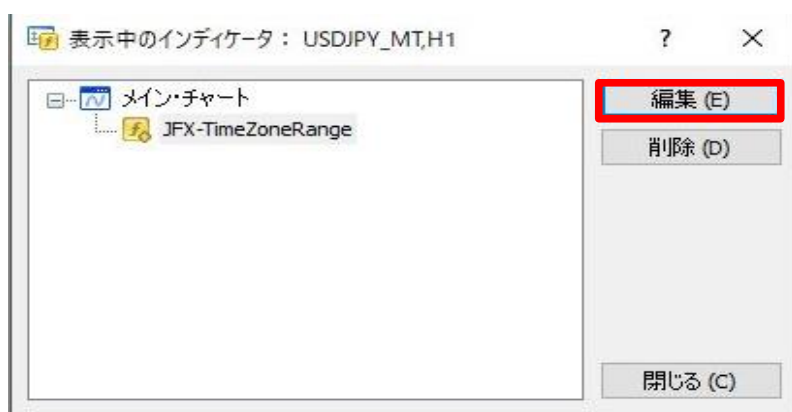 表示中のインディケータ： USDJPY_MT,H1
? ×
メイン・チャート
JFX-TimeZoneRange
編集 (E)
削除 (D)
閉じる (C)